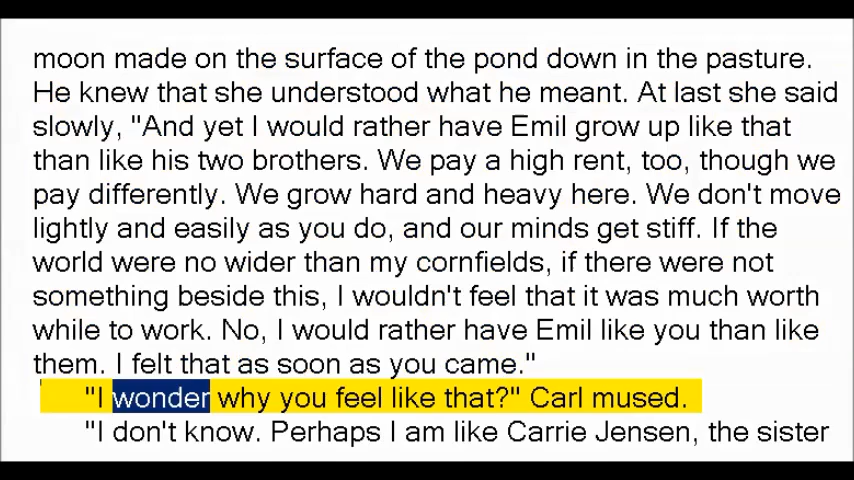 moon made on the surface of the pond down in the pasture.
He knew that she understood what he meant. At last she said
slowly, "And yet I would rather have Emil grow up like that
than like his two brothers. We pay a high rent, too, though we
pay differently. We grow hard and heavy here. We don't move
lightly and easily as you do, and our minds get stiff. If the
world were no wider than my cornfields, if there were not
something beside this, I wouldn't feel that it was much worth
while to work. No, I would rather have Emil like you than like
them. I felt that as soon as you came."
"I wonder why you feel like that?" Carl mused.
"I don't know. Perhaps I am like Carrie Jensen, the sister